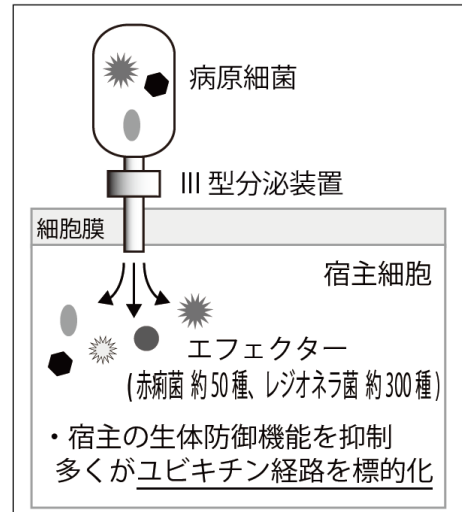 病原細菌
III 型分泌装置
細胞膜
宿主細胞
エフェクター
(赤痢菌 約50種、レジオネラ菌 約300種)
・宿主の生体防御機能を抑制
多くがユビキチン経路を標的化